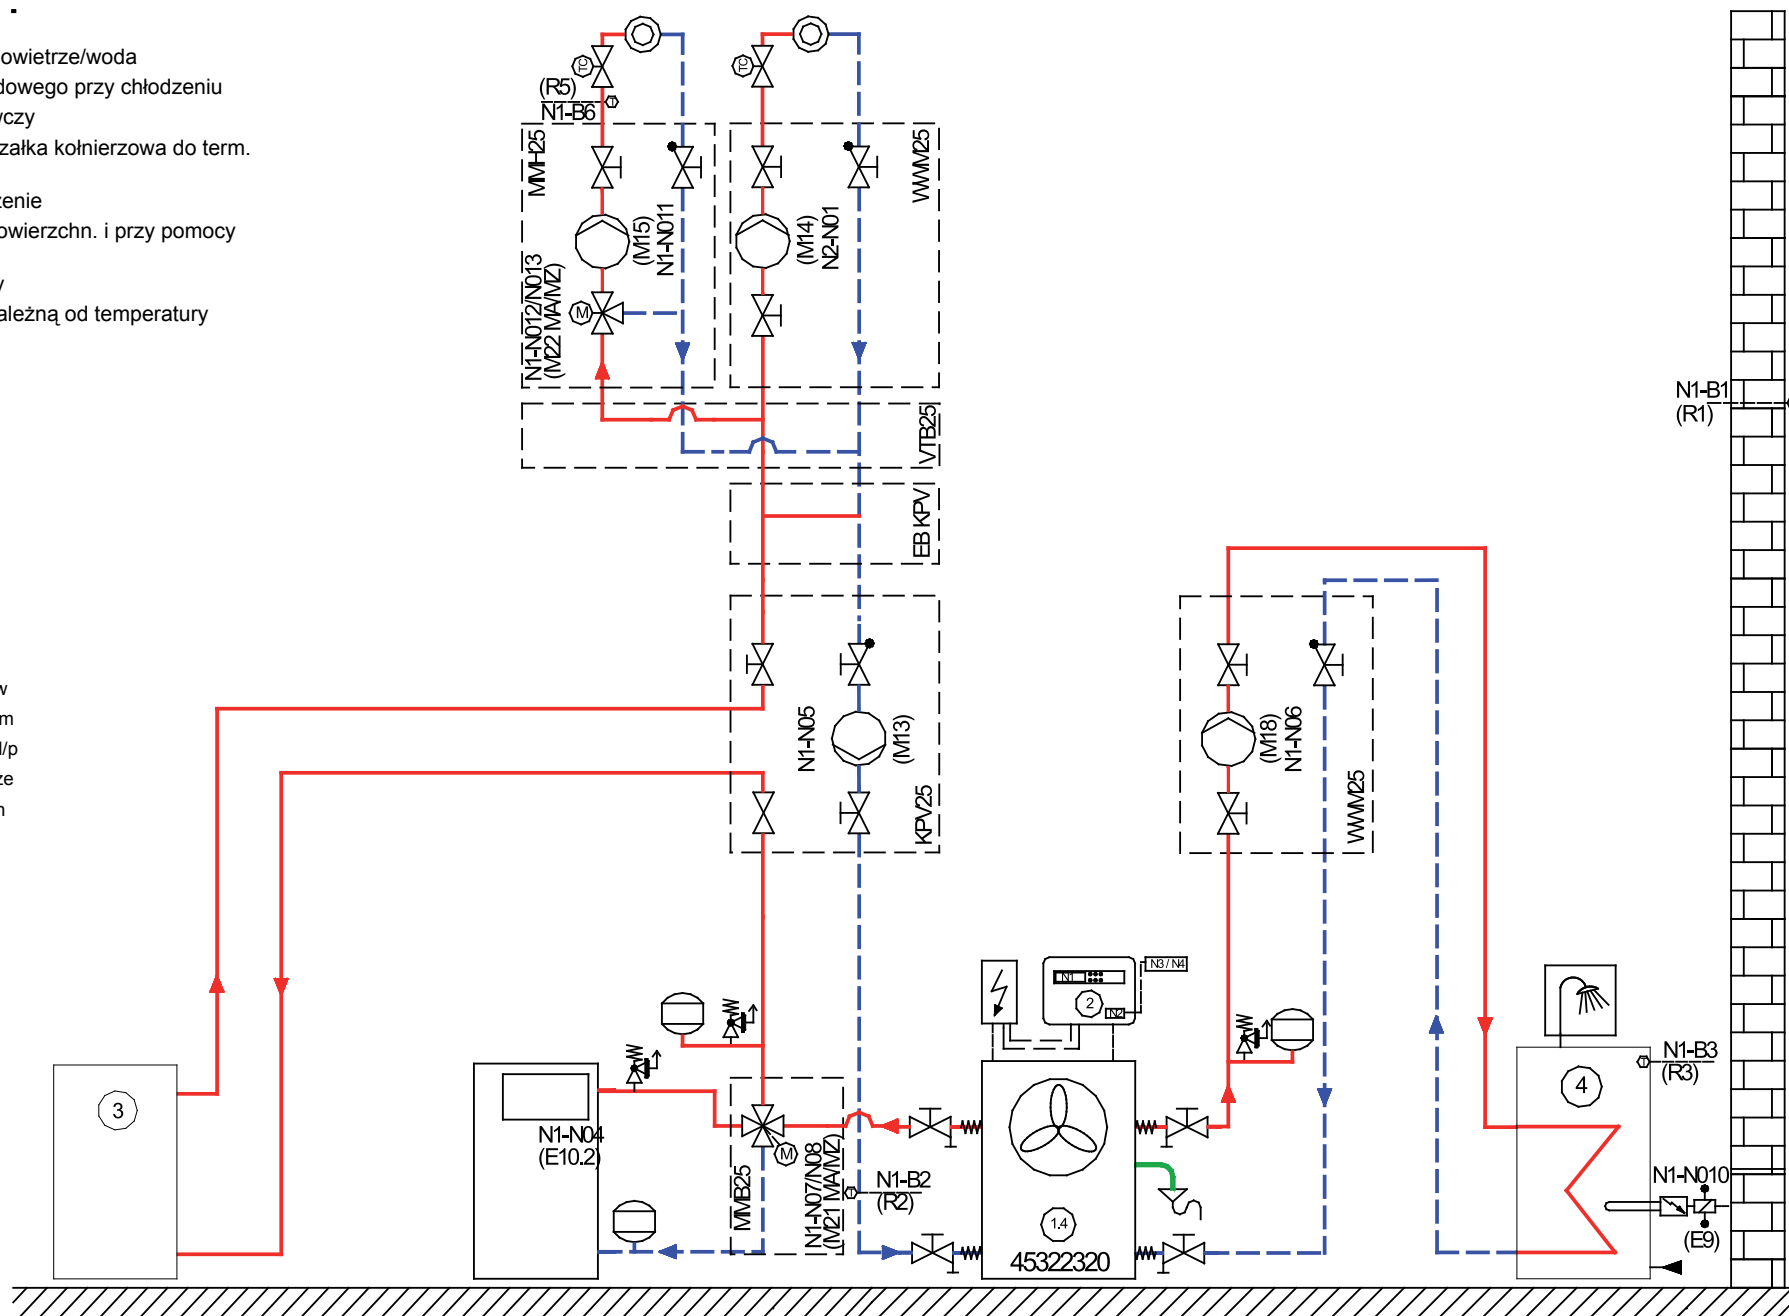 owietrze/woda
dowego przy chłodzeniu
wczy
załka kołnierzowa do term.
zenie
owierzchn. i przy pomocy
y
ależną od temperatury
w
m
l/p
ze
n
TC
TC
(R5)
N1-B6
MMH25
WWM25
(M15)
N1-N011
(M14)
N2-N01
N1-N012/N013
(M22 MA/MZ)
M
VTB25
N1-B1
(R1)
EB KPV
N1-N05
(M13)
KPV25
(M18)
N1-N06
WWM25
N1
2
N2
N3 / N4
3
N1-N04
(E10.2)
M
MMB25
N1-N07/N08
(M21 MA/MZ)
T
N1-B2
(R2)
1.4
45322320
4
N1-B3
(R3)
N1-N010
(E9)